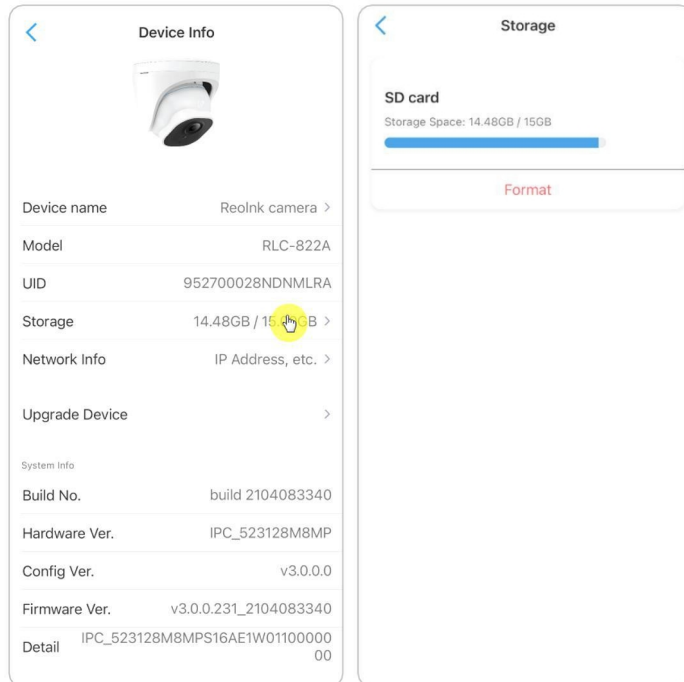 Device Info
Device name Reolnk camera
Model RLC-822A
UID 952700028NDNMLRA
Storage 14.48GB /
Network Info IP Address, etc.
Upgrade Device
System Info
Build No. build 2104083340
Hardware Ver. IPC_523128M8MP
Config Ver. v3.0.0.0
Firmware Ver. v3.0.0.231_2104083340
Detail IPC_523128M8MPS16AE1W01100000
00
Storage
SD card
Storage Space: 14.48GB / 15GB
Format